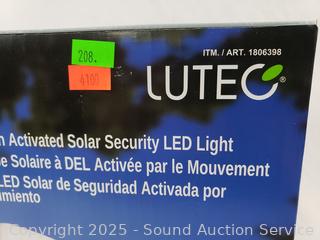 ITM. / ART. 1806398
208.
4109
LUTEC®
Activated Solar Security LED Light
Solaire à DEL Activée par le Mouvement
LED Solar de Seguridad Activada por
© Copyright 2025 - Sound Auction Service